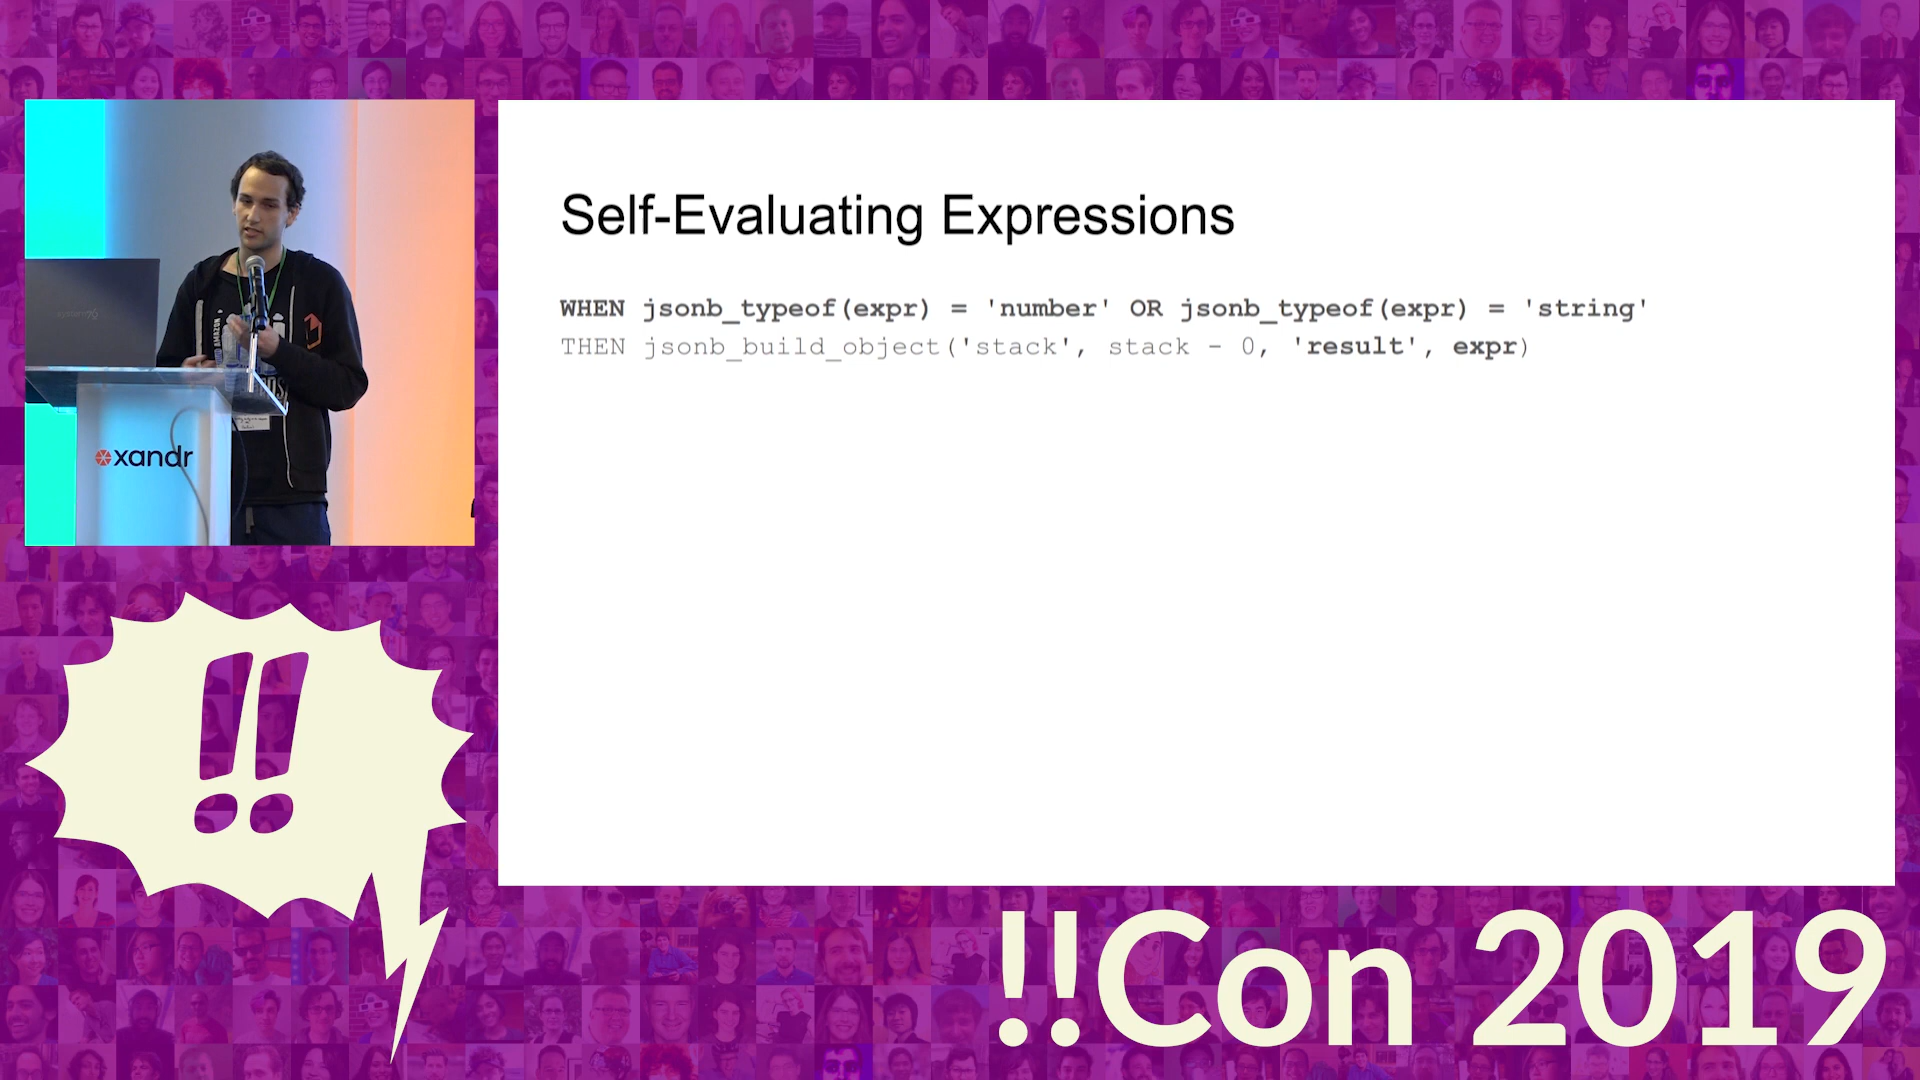 Self-Evaluating Expressions
WHEN jsonb_typeof(expr) = 'number' OR jsonb_typeof(expr) = 'string'
THEN jsonb_build_object('stack', stack - 0, 'result', expr)
xandr
!!
!!Con 2019